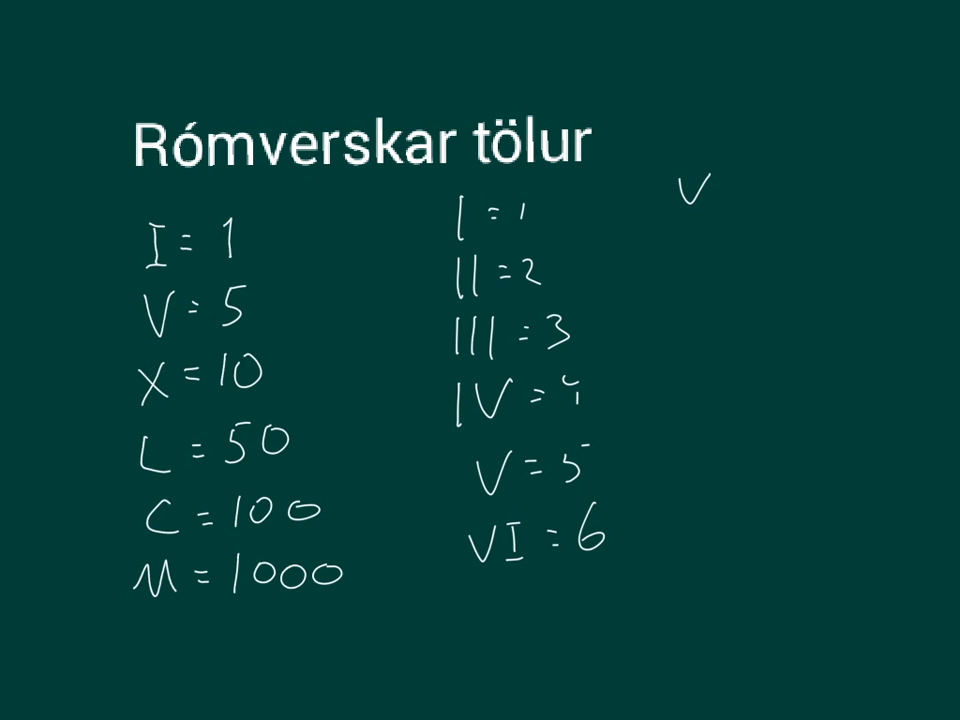 Rómverskar tölur
I = 1
V = 5
X = 10
L = 50
C = 100
M = 1000
I = 1
II = 2
III = 3
IV = 4
V = 5
VI = 6
V